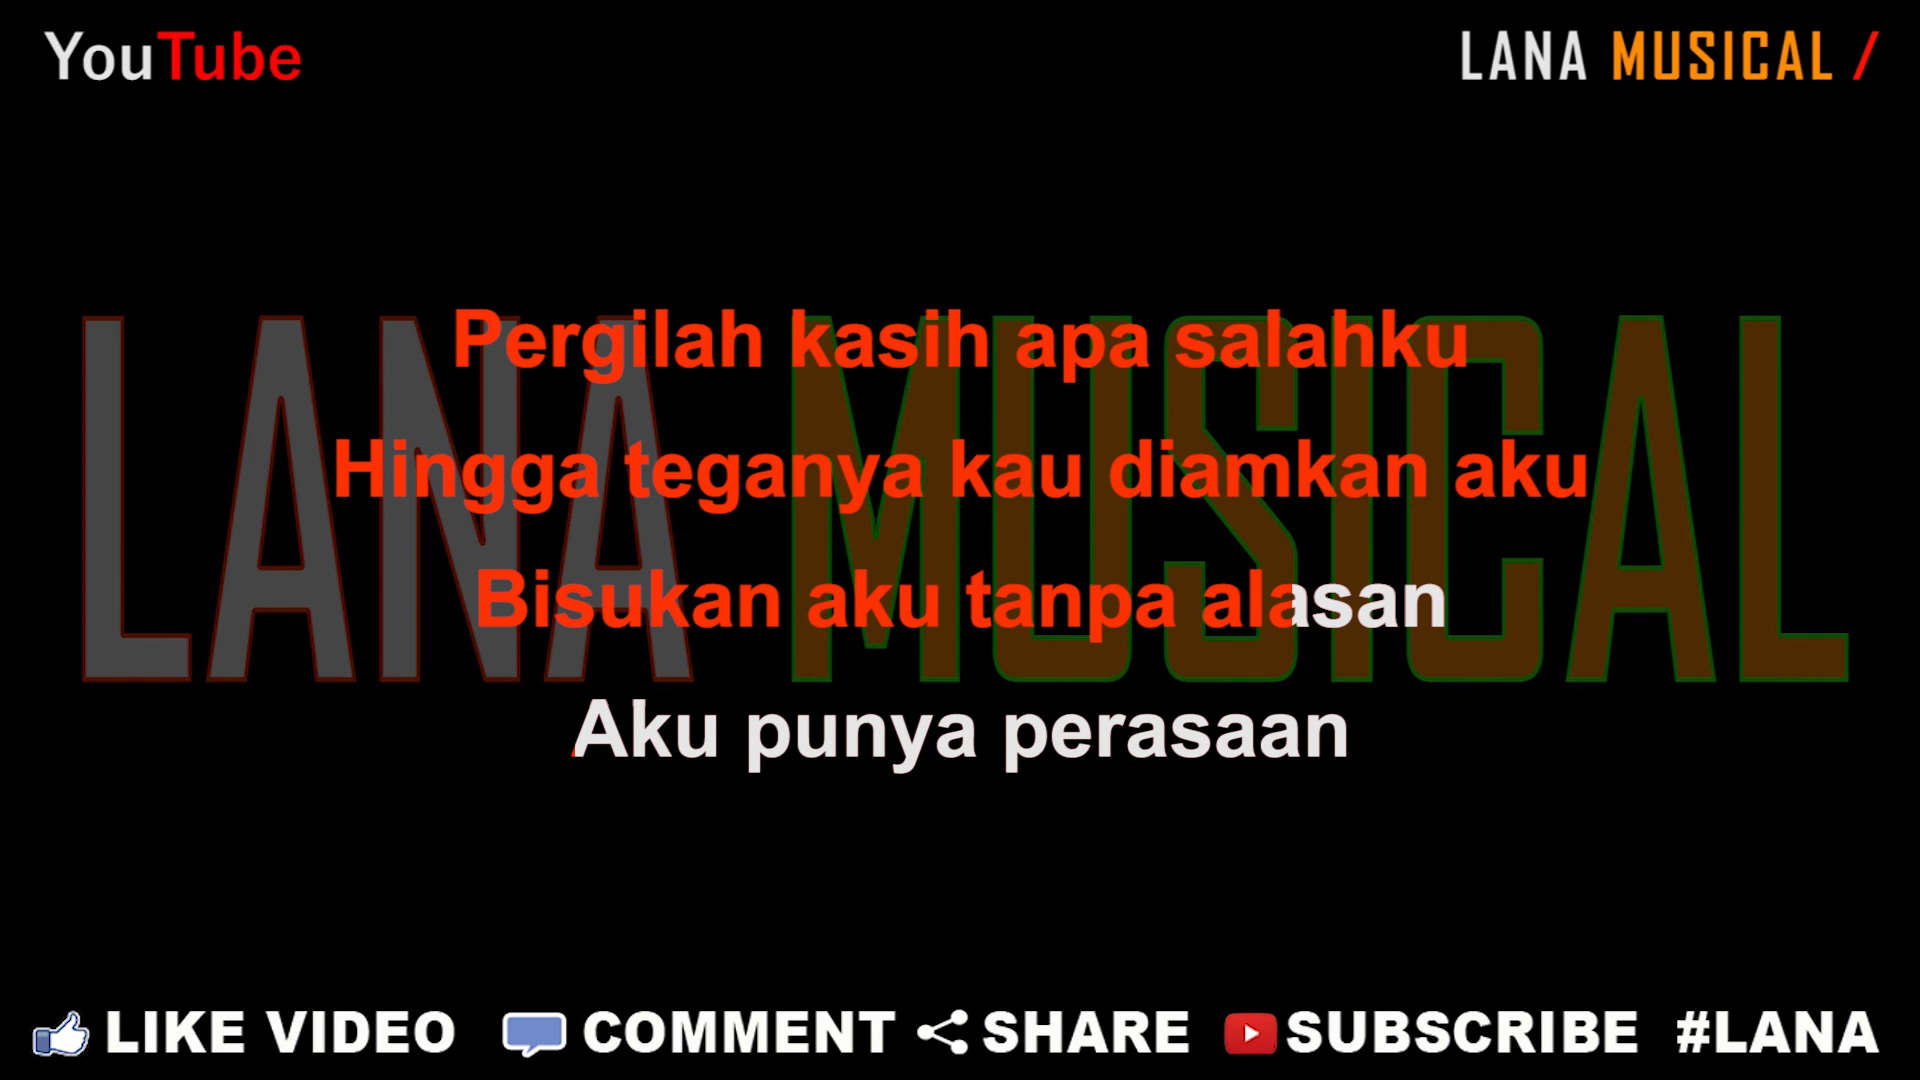 YouTube
LANA MUSICAL /
LANA MUSICAL
Pergilah kasih apa salahku
Hingga teganya kau diamkan aku
Bisukan aku tanpa alasan
Aku punya perasaan
LIKE VIDEO COMMENT SHARE SUBSCRIBE #LANA